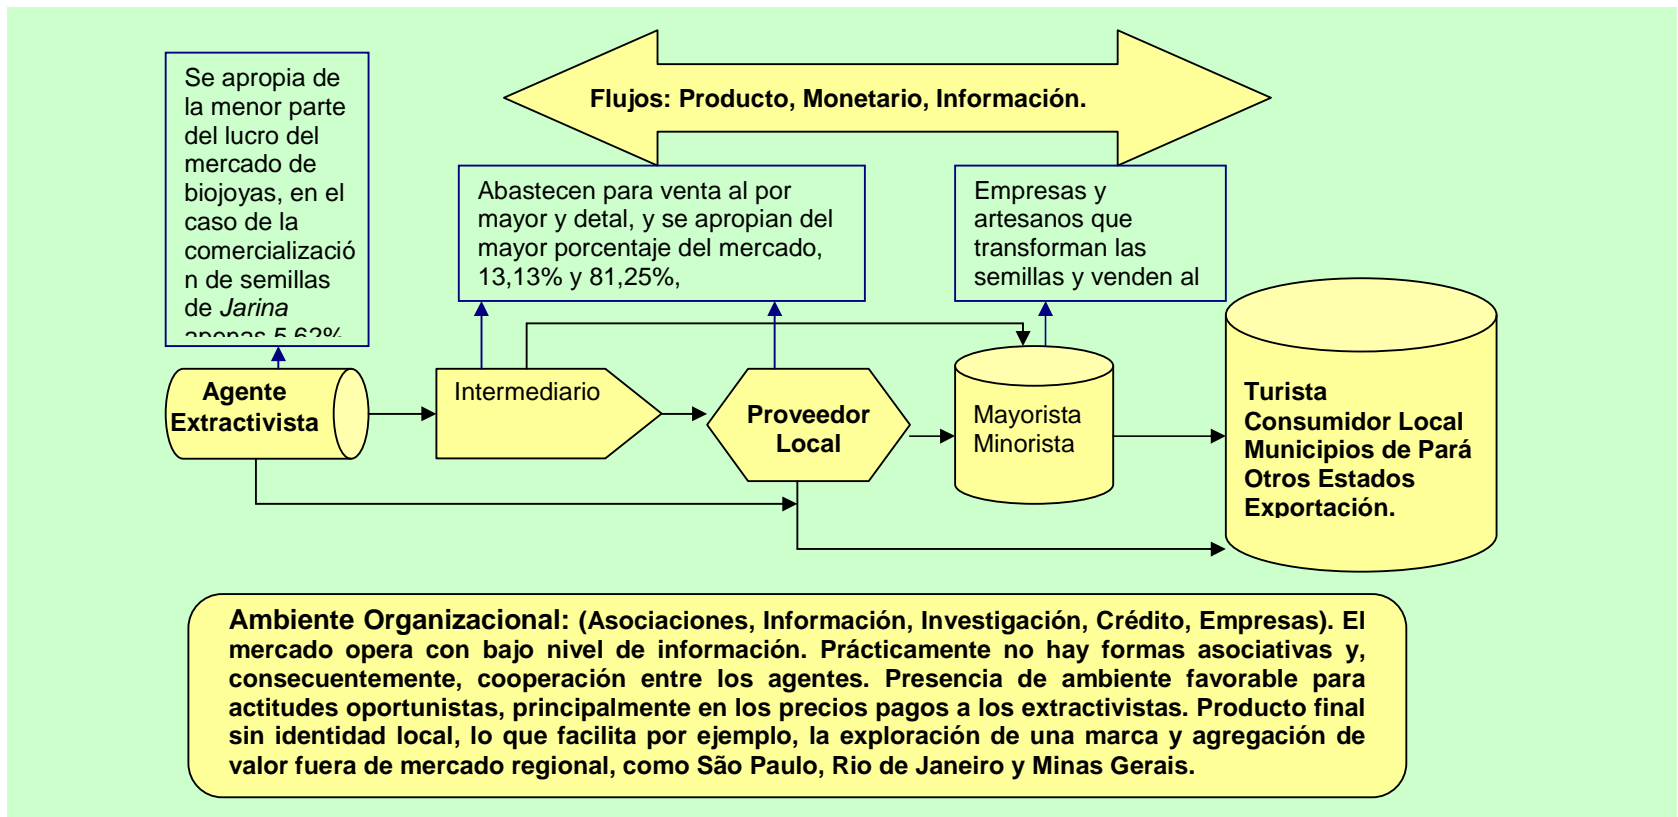 Se apropia de
la menor parte
del lucro del
mercado de
biojoyas, en el
caso de la
comercializació
n de semillas
de Jarina
apenas 5,62%
Flujos: Producto, Monetario, Información.
Abastecen para venta al por
mayor y detal, y se apropian del
mayor porcentaje del mercado,
13,13% y 81,25%,
Empresas y
artesanos que
transforman las
semillas y venden al
Agente
Extractivista
Intermediario
Proveedor
Local
Mayorista
Minorista
Turista
Consumidor Local
Municipios de Pará
Otros Estados
Exportación.
Ambiente Organizacional: (Asociaciones, Información, Investigación, Crédito, Empresas). El
mercado opera con bajo nivel de información. Prácticamente no hay formas asociativas y,
consecuentemente, cooperación entre los agentes. Presencia de ambiente favorable para
actitudes oportunistas, principalmente en los precios pagos a los extractivistas. Producto final
sin identidad local, lo que facilita por ejemplo, la exploración de una marca y agregación de
valor fuera de mercado regional, como São Paulo, Rio de Janeiro y Minas Gerais.